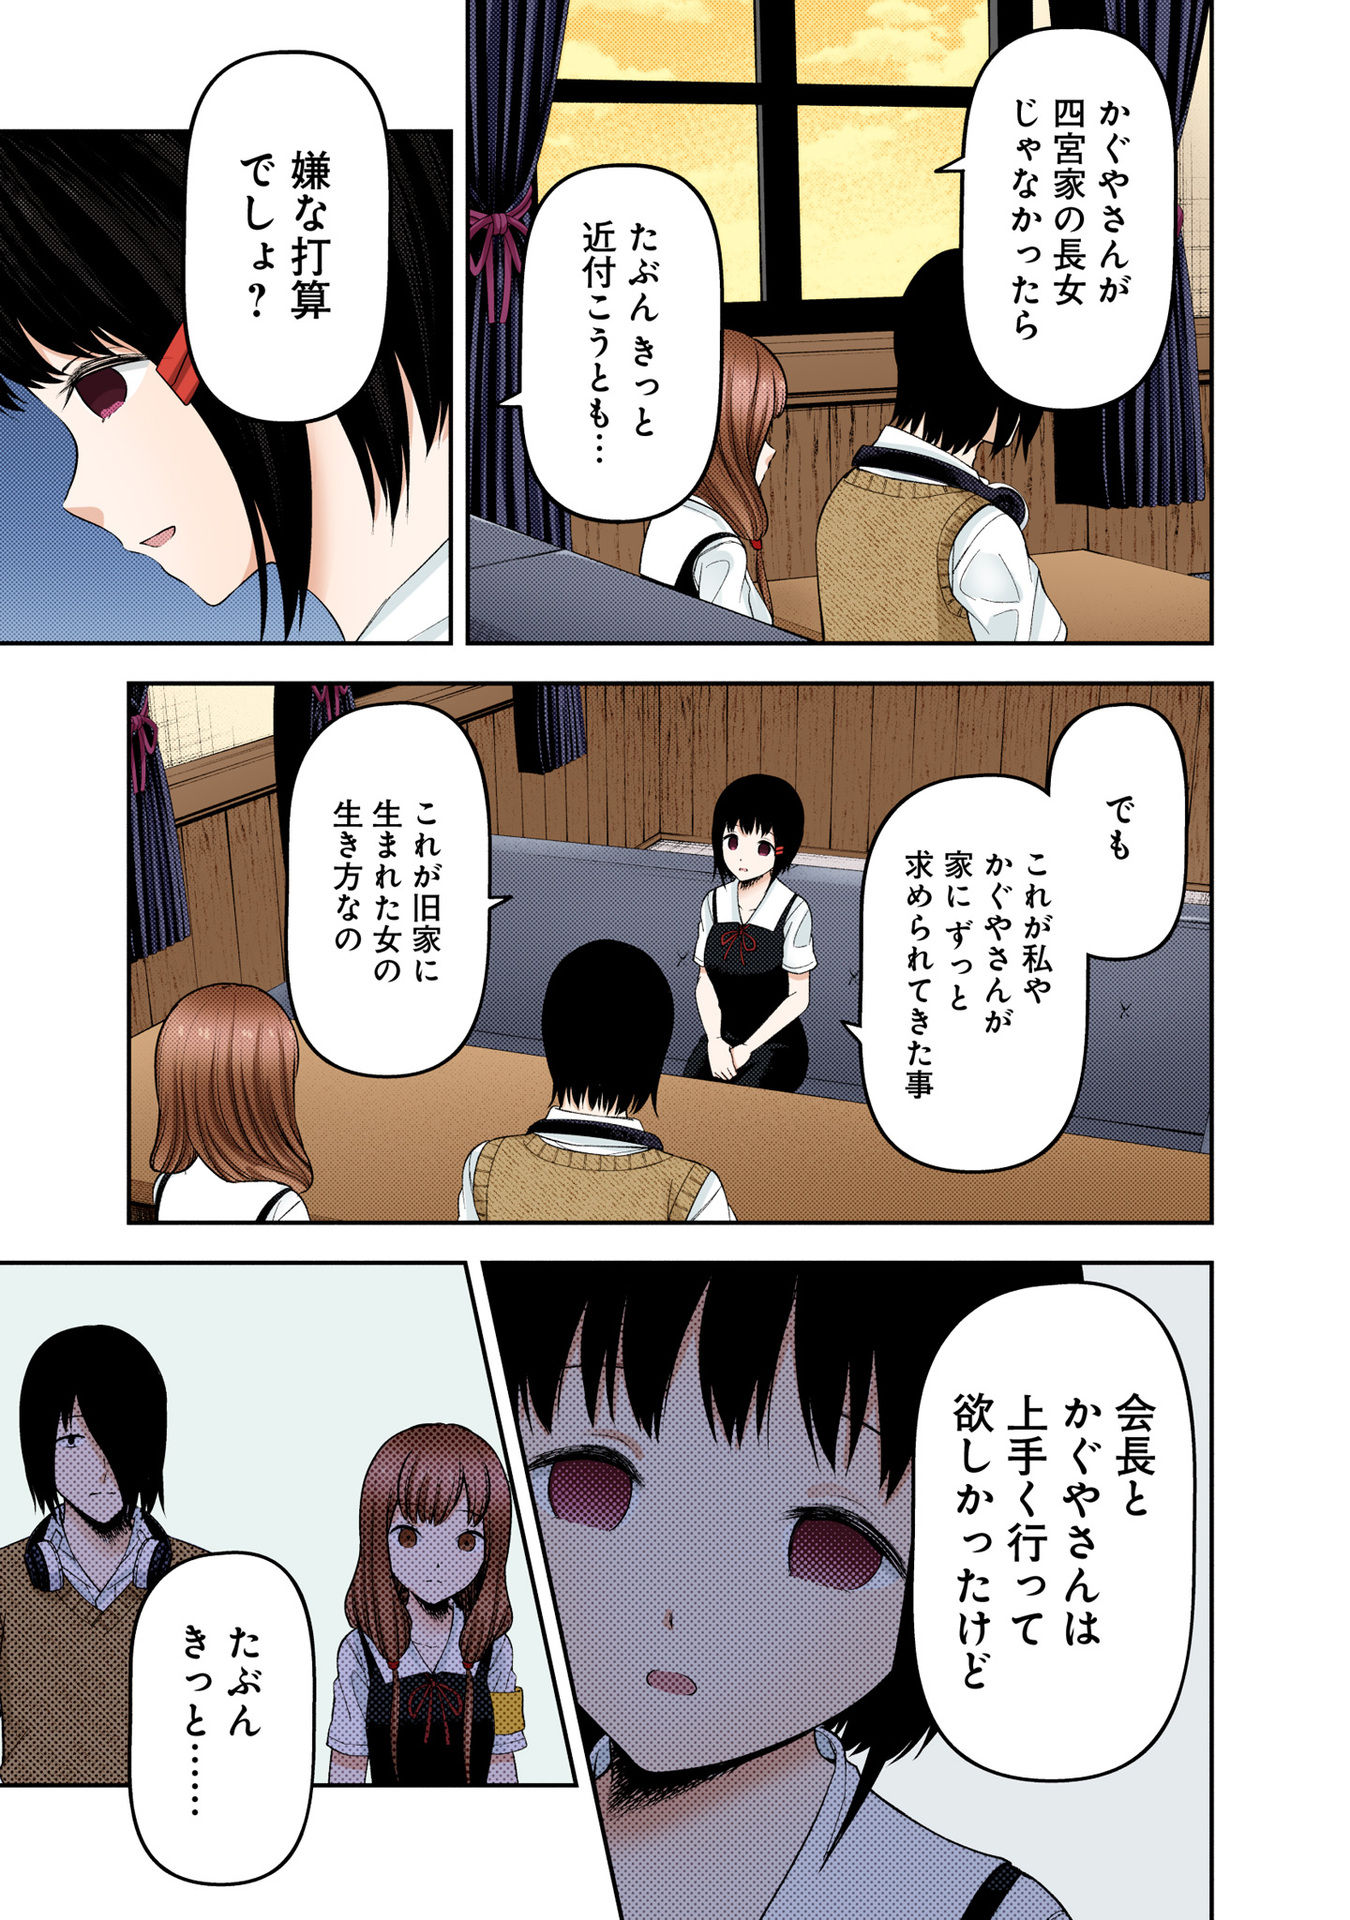 かぐやさんが
四宮家の長女
じゃなかったら
たぶんきっと
近付こうとも…
嫌な打算
でしょ？
でも
これが私や
かぐやさんが
家にずっと
求められてきた事
これが旧家に
生まれた女の
生き方なの
会長と
かぐやさんは
上手く行って
欲しかったけど
たぶん
きっと……